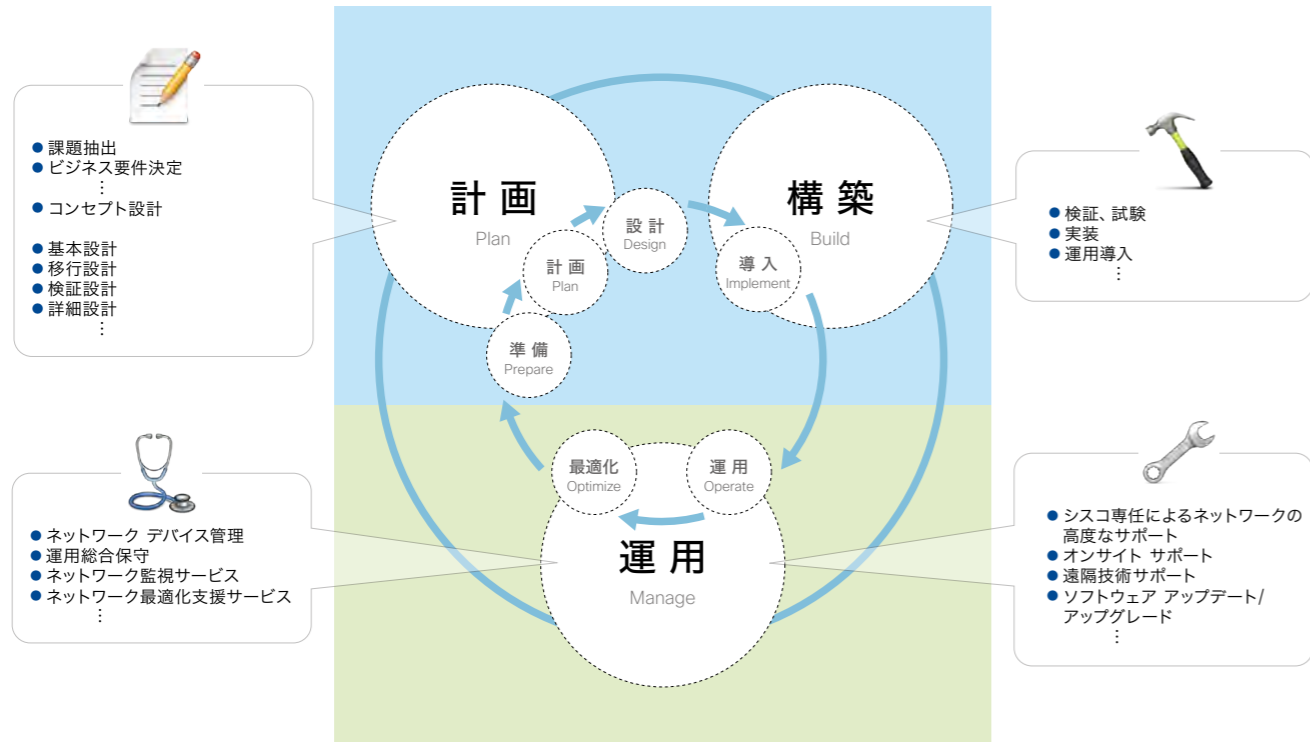 ● 課題抽出
● ビジネス要件決定
⋮
● コンセプト設計
● 基本設計
● 移行設計
● 検証設計
● 詳細設計
⋮
計画
Plan
構築
Build
設計
Design
計画
Plan
導入
Implement
準備
Prepare
● 検証、試験
● 実装
● 運用導入
⋮
● ネットワーク デバイス管理
● 運用総合保守
● ネットワーク監視サービス
● ネットワーク最適化支援サービス
⋮
最適化
Optimize
運用
Operate
運用
Manage
● シスコ専任によるネットワークの
高度なサポート
● オンサイト サポート
● 遠隔技術サポート
● ソフトウェア アップデート/
アップグレード
⋮